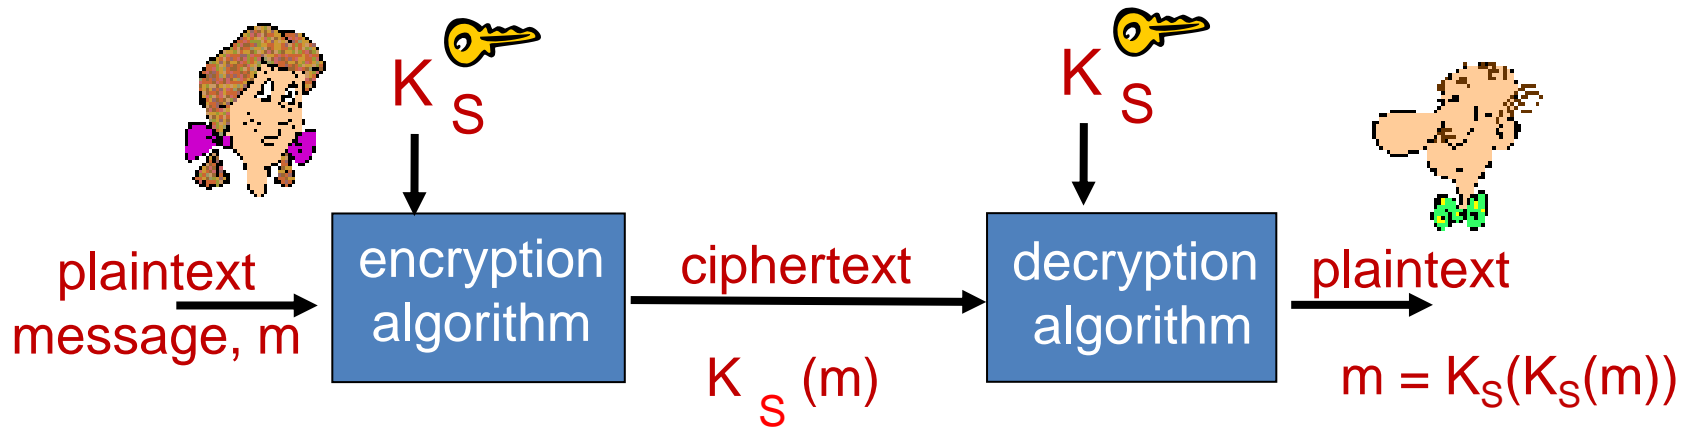 K S
K S
plaintext
message, m
encryption
algorithm
ciphertext
K S (m)
decryption
algorithm
plaintext
m = KS(KS(m))